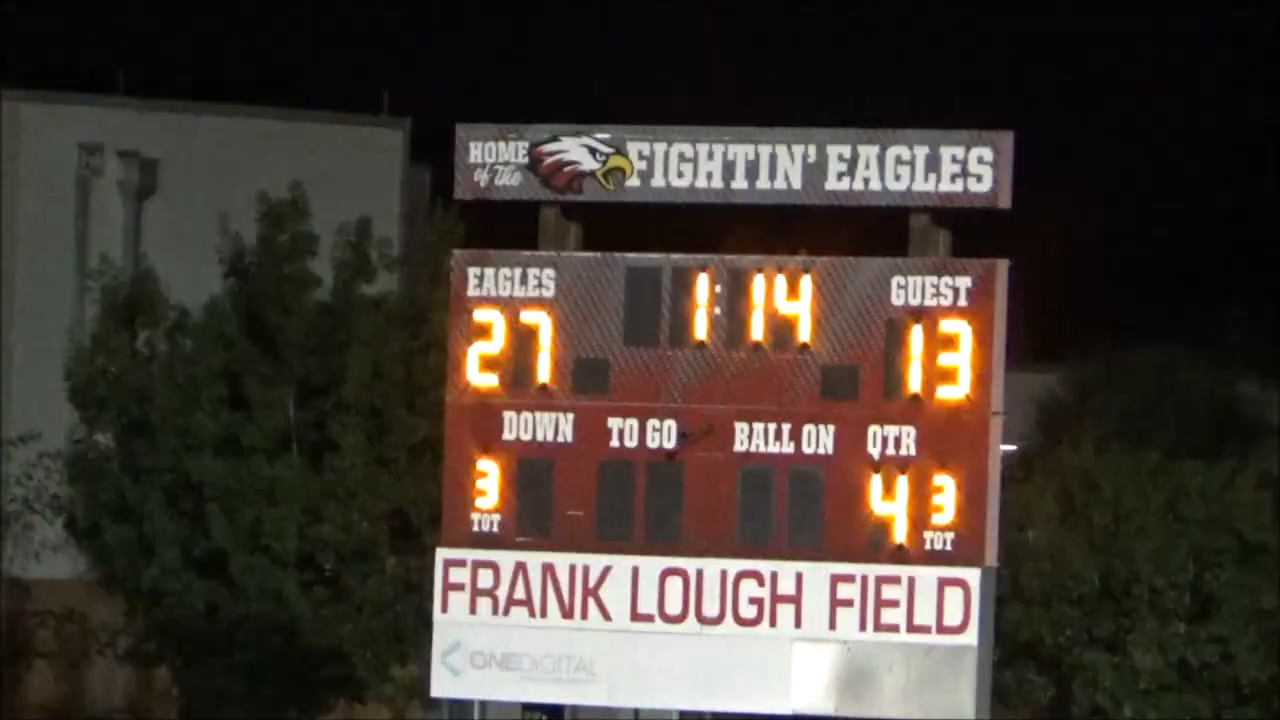 HOME of the FIGHTIN' EAGLES
EAGLES 1:14 GUEST
27 13
DOWN TO GO BALL ON QTR
3 4 3
TOT TOT
FRANK LOUGH FIELD
ONEDIGITAL